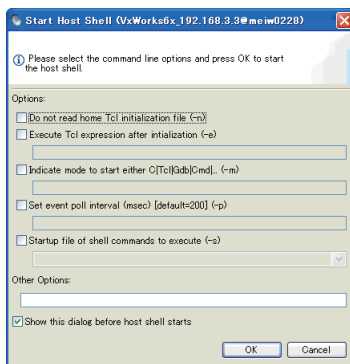 Start Host Shell (VxWorks6x_192.168.3.3@meiw0228)
Please select the command line options and press OK to start
the host shell.
Options:
Do not read home Tcl initialization file (-n)
Execute Tcl expression after intialization (-e)
Indicate mode to start either C|Tcl|Gdb|Cmd|... (-m)
Set event poll interval (msec) [default=200] (-p)
Startup file of shell commands to execute (-s)
Other Options:
Show this dialog before host shell starts
OK
Cancel